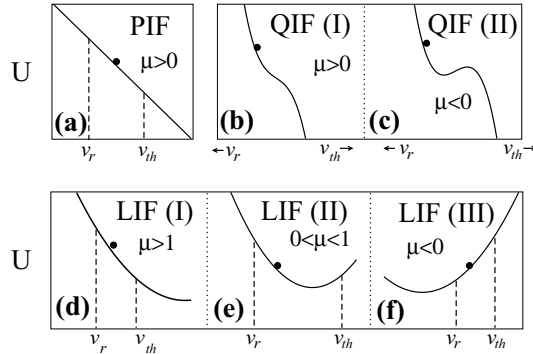 U
PIF
μ>0
(a)
v_r
v_th
QIF (I)
μ>0
(b)
v_r
v_th
QIF (II)
μ<0
(c)
v_r
v_th
U
LIF (I)
μ>1
(d)
v_r
v_th
LIF (II)
0<μ<1
(e)
v_r
v_th
LIF (III)
μ<0
(f)
v_r
v_th